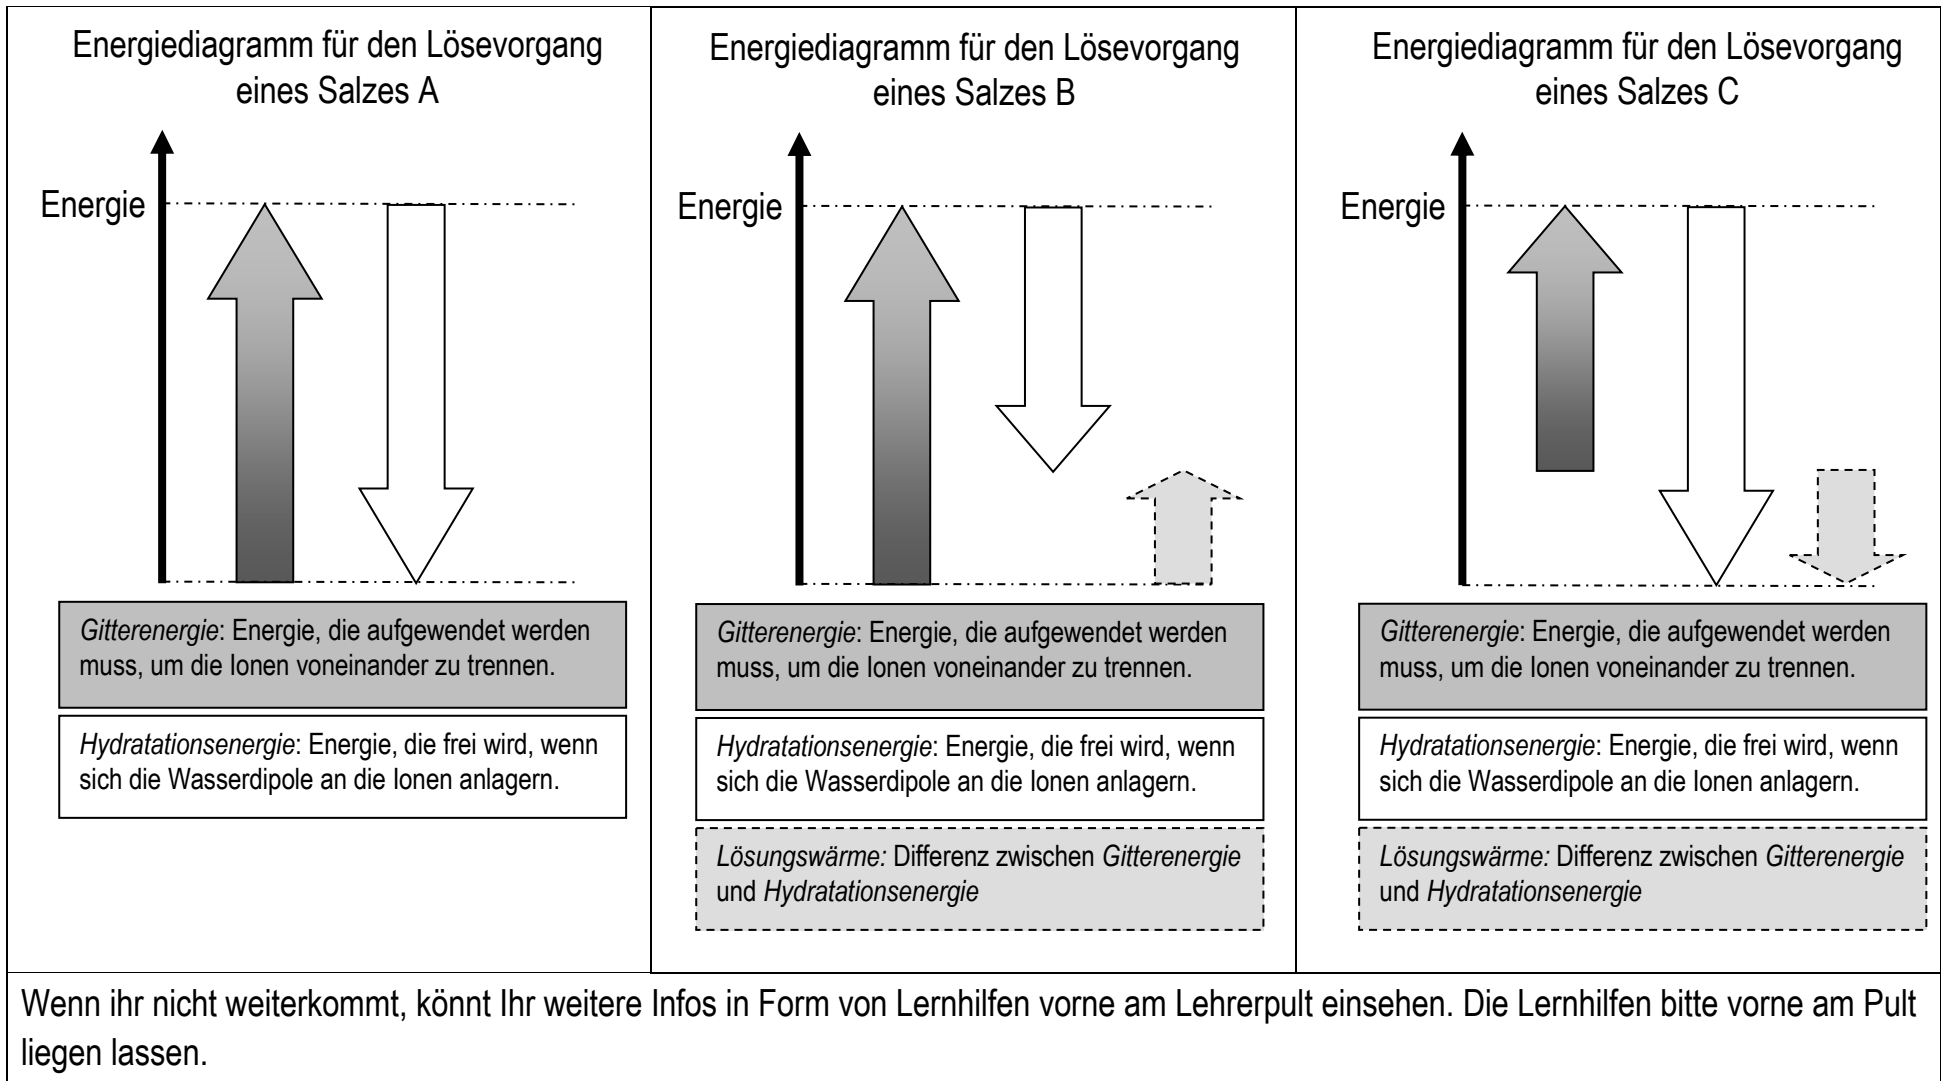 Energiediagramm für den Lösevorgang
eines Salzes A
Energie
Gitterenergie: Energie, die aufgewendet werden
muss, um die Ionen voneinander zu trennen.
Hydratationsenergie: Energie, die frei wird, wenn
sich die Wasserdipole an die Ionen anlagern.
Energiediagramm für den Lösevorgang
eines Salzes B
Energie
Gitterenergie: Energie, die aufgewendet werden
muss, um die Ionen voneinander zu trennen.
Hydratationsenergie: Energie, die frei wird, wenn
sich die Wasserdipole an die Ionen anlagern.
Lösungswärme: Differenz zwischen Gitterenergie
und Hydratationsenergie
Energiediagramm für den Lösevorgang
eines Salzes C
Energie
Gitterenergie: Energie, die aufgewendet werden
muss, um die Ionen voneinander zu trennen.
Hydratationsenergie: Energie, die frei wird, wenn
sich die Wasserdipole an die Ionen anlagern.
Lösungswärme: Differenz zwischen Gitterenergie
und Hydratationsenergie
Wenn ihr nicht weiterkommt, könnt Ihr weitere Infos in Form von Lernhilfen vorne am Lehrerpult einsehen. Die Lernhilfen bitte vorne am Pult
liegen lassen.